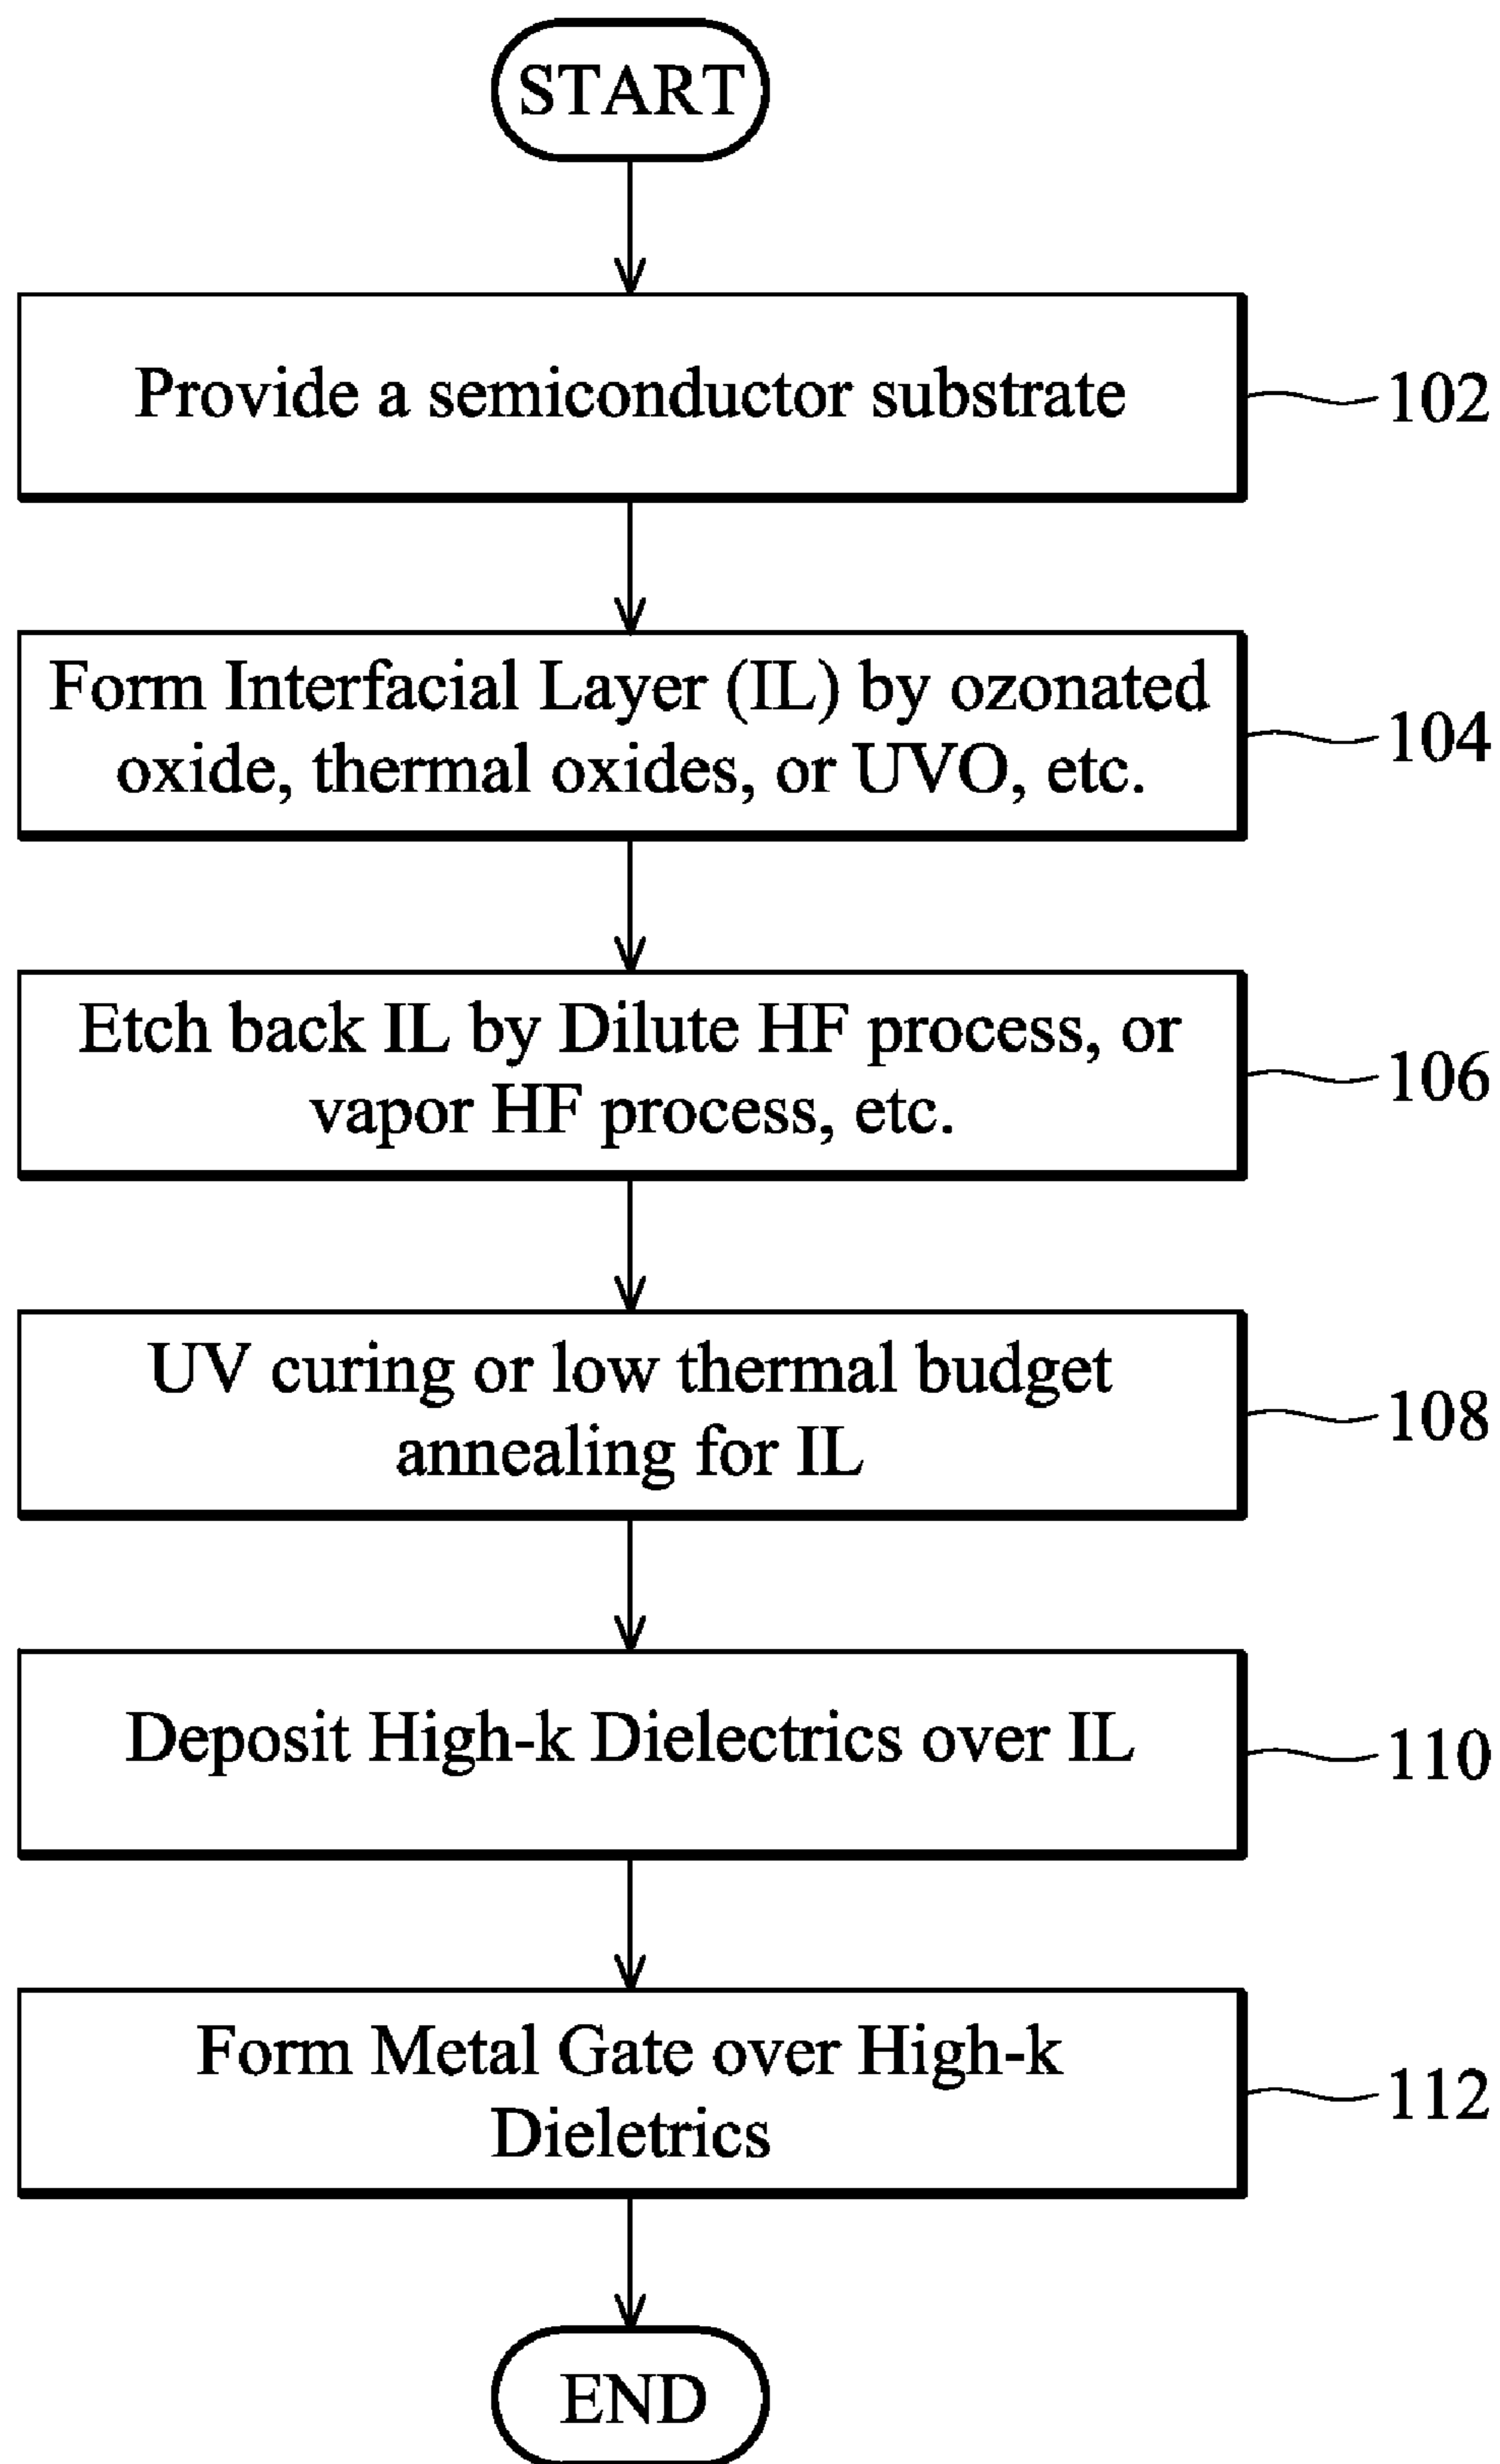 START
Provide a semiconductor substrate
102
Form Interfacial Layer (IL) by ozonated
oxide, thermal oxides, or UVO, etc.
104
Etch back IL by Dilute HF process, or
vapor HF process, etc.
106
UV curing or low thermal budget
annealing for IL
108
Deposit High-k Dielectrics over IL
110
Form Metal Gate over High-k
Dieletrics
112
END